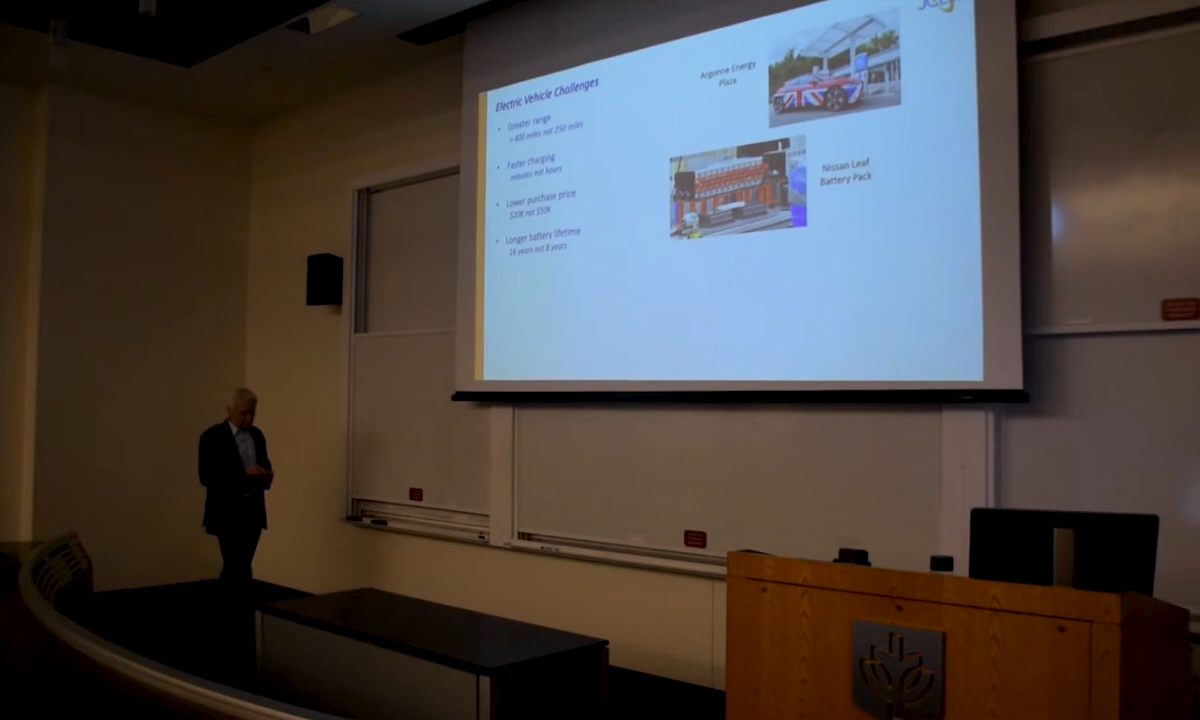 Electric Vehicle Challenges
• Greater range
> 400 miles not 250 miles
• Faster charging
minutes not hours
• Lower purchase price
$20K not $50K
• Longer battery lifetime
16 years not 8 years
Argonne Energy
Plaza
Nissan Leaf
Battery Pack